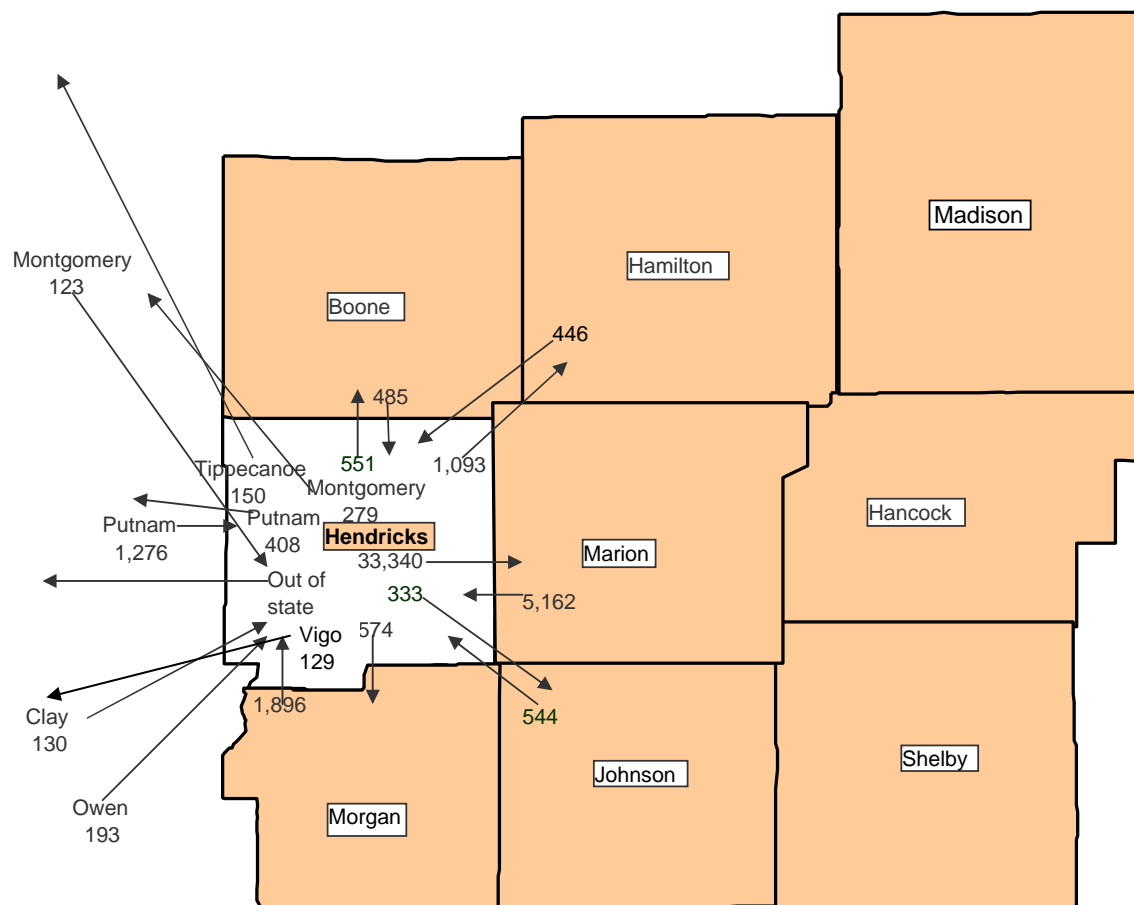 Madison
Montgomery
123
Hamilton
Boone
446
485
551
1,093
Tippecanoe
150
Montgomery
279
Putnam
1,276
Putnam
408
Hendricks
33,340
Hancock
Marion
Out of
state
333
5,162
Vigo
129
574
1,896
Clay
130
544
Owen
193
Johnson
Shelby
Morgan